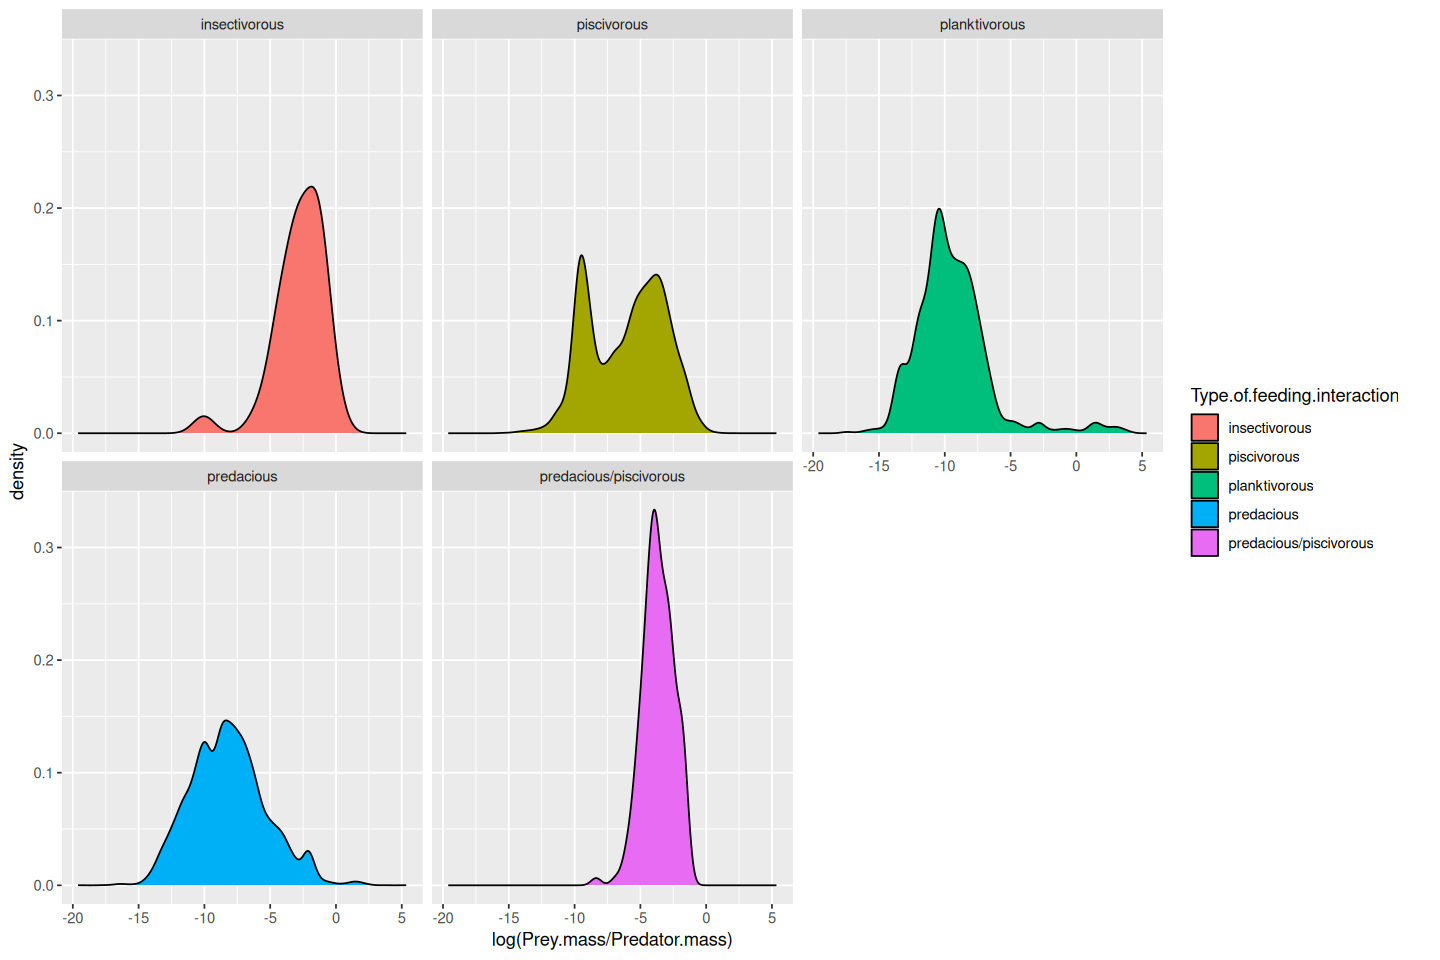 insectivorous
piscivorous
planktivorous
0.3
0.2
0.1
0.0
-20 -15 -10 -5 0 5
predacious
predacious/piscivorous
0.3
0.2
0.1
0.0
-20 -15 -10 -5 0 5
-20 -15 -10 -5 0 5
density
log(Prey.mass/Predator.mass)
Type.of.feeding.interaction
insectivorous
piscivorous
planktivorous
predacious
predacious/piscivorous